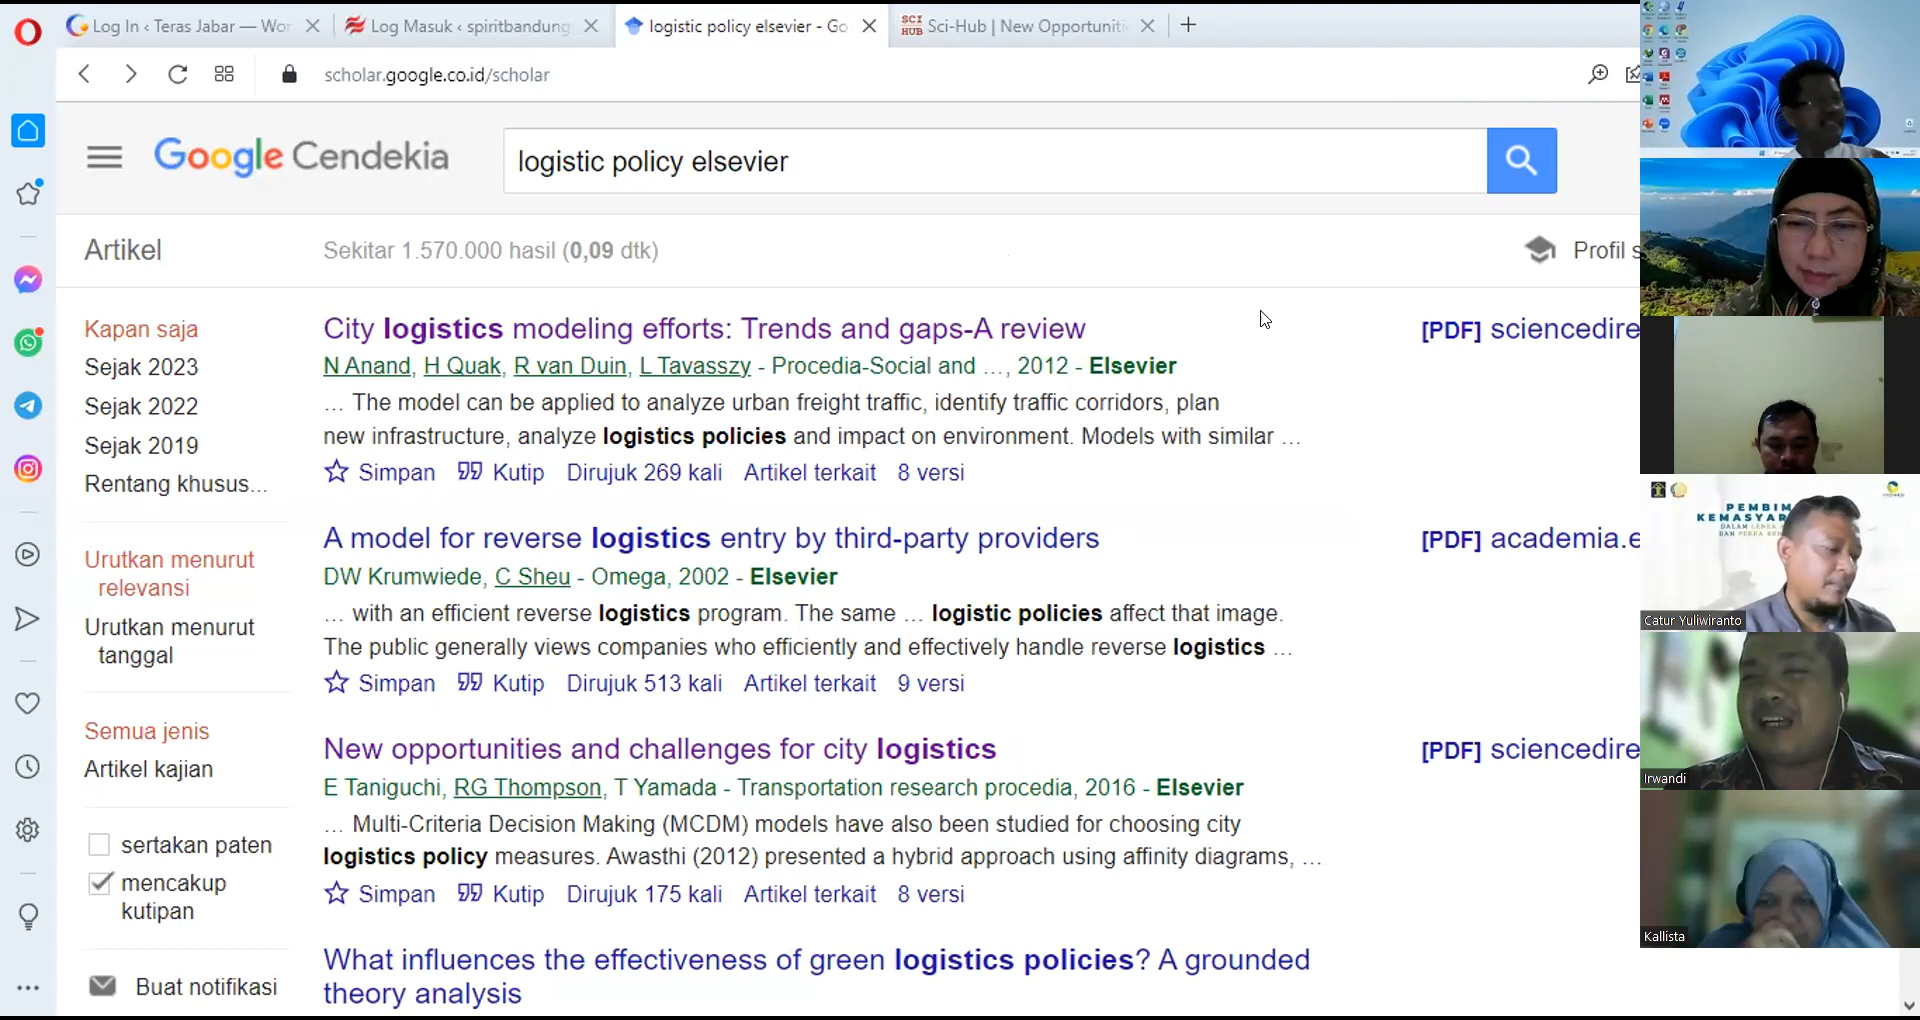 Log In ‹ Teras Jabar — Wor
Log Masuk ‹ spiritbandung
logistic policy elsevier - Go
SCI HUB
Sci-Hub | New Opportuniti
scholar.google.co.id/scholar
Google Cendekia
logistic policy elsevier
Artikel
Sekitar 1.570.000 hasil (0,09 dtk)
Profil s
Kapan saja
Sejak 2023
Sejak 2022
Sejak 2019
Rentang khusus...
Urutkan menurut
relevansi
Urutkan menurut
tanggal
Semua jenis
Artikel kajian
sertakan paten
mencakup
kutipan
Buat notifikasi
City logistics modeling efforts: Trends and gaps-A review
[PDF] sciencedire
N Anand, H Quak, R van Duin, L Tavasszy - Procedia-Social and …, 2012 - Elsevier
… The model can be applied to analyze urban freight traffic, identify traffic corridors, plan
new infrastructure, analyze logistics policies and impact on environment. Models with similar …
Simpan Kutip Dirujuk 269 kali Artikel terkait 8 versi
A model for reverse logistics entry by third-party providers
[PDF] academia.e
DW Krumwiede, C Sheu - Omega, 2002 - Elsevier
… with an efficient reverse logistics program. The same … logistic policies affect that image.
The public generally views companies who efficiently and effectively handle reverse logistics …
Simpan Kutip Dirujuk 513 kali Artikel terkait 9 versi
New opportunities and challenges for city logistics
[PDF] sciencedire
E Taniguchi, RG Thompson, T Yamada - Transportation research procedia, 2016 - Elsevier
… Multi-Criteria Decision Making (MCDM) models have also been studied for choosing city
logistics policy measures. Awasthi (2012) presented a hybrid approach using affinity diagrams, …
Simpan Kutip Dirujuk 175 kali Artikel terkait 8 versi
What influences the effectiveness of green logistics policies? A grounded
theory analysis
PEMBIM
KEMASYAR
Catur Yuliwiranto
Irwandi
Kallista